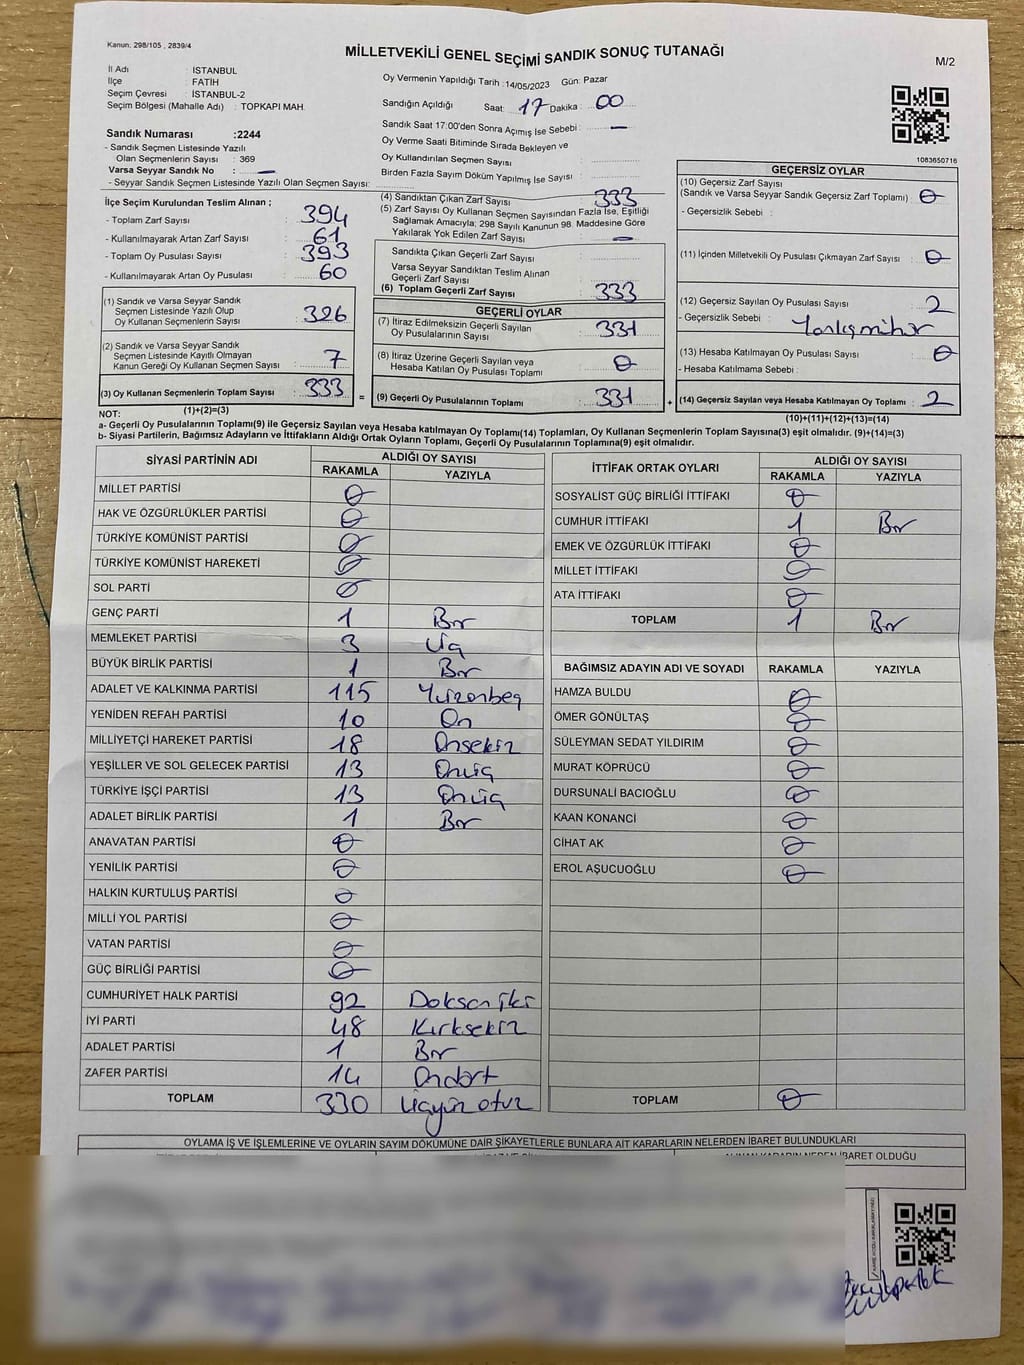 Kanun, 298/105 , 2839/4
MİLLETVEKİLİ GENEL SEÇİMİ SANDIK SONUÇ TUTANAĞI
M/2
İl Adı : İSTANBUL
İlçe : FATİH
Seçim Çevresi : İSTANBUL-2
Seçim Bölgesi (Mahalle Adı) : TOPKAPI MAH.
Oy Vermenin Yapıldığı Tarih :14/05/2023 Gün: Pazar
Sandığın Açıldığı Saat: 17 Dakika : 00
Sandık Saat 17:00'den Sonra Açımış İse Sebebi : —
Oy Verme Saati Bitiminde Sırada Bekleyen ve
Oy Kullandırılan Seçmen Sayısı :
Birden Fazla Sayım Döküm Yapılmış İse Sayısı :
1083650716
Sandık Numarası :2244
- Sandık Seçmen Listesinde Yazılı
Olan Seçmenlerin Sayısı : 369
Varsa Seyyar Sandık No : —
- Seyyar Sandık Seçmen Listesinde Yazılı Olan Seçmen Sayısı:
İlçe Seçim Kurulundan Teslim Alınan ;
- Toplam Zarf Sayısı : 394
- Kullanılmayarak Artan Zarf Sayısı : 61
- Toplam Oy Pusulası Sayısı : 393
- Kullanılmayarak Artan Oy Pusulası : 60
(1) Sandık ve Varsa Seyyar Sandık
Seçmen Listesinde Yazılı Olup
Oy Kullanan Seçmenlerin Sayısı : 326
(2) Sandık ve Varsa Seyyar Sandık
Seçmen Listesinde Kayıtlı Olmayan
Kanun Gereği Oy Kullanan Seçmen Sayısı : 7
(3) Oy Kullanan Seçmenlerin Toplam Sayısı : 333 =
(1)+(2)=(3)
(4) Sandıktan Çıkan Zarf Sayısı : 333
(5) Zarf Sayısı Oy Kullanan Seçmen Sayısından Fazla İse, Eşitliği
Sağlamak Amacıyla; 298 Sayılı Kanunun 98. Maddesine Göre
Yakılarak Yok Edilen Zarf Sayısı : —
Sandıkta Çıkan Geçerli Zarf Sayısı :
Varsa Seyyar Sandıktan Teslim Alınan
Geçerli Zarf Sayısı :
(6) Toplam Geçerli Zarf Sayısı : 333
GEÇERLİ OYLAR
(7) İtiraz Edilmeksizin Geçerli Sayılan
Oy Pusulalarının Sayısı : 331
(8) İtiraz Üzerine Geçerli Sayılan veya
Hesaba Katılan Oy Pusulası Toplamı : 0
(9) Geçerli Oy Pusulalarının Toplamı : 331 +
GEÇERSİZ OYLAR
(10) Geçersiz Zarf Sayısı
(Sandık ve Varsa Seyyar Sandık Geçersiz Zarf Toplamı) : 0
- Geçersizlik Sebebi :
(11) İçinden Milletvekili Oy Pusulası Çıkmayan Zarf Sayısı : 0
(12) Geçersiz Sayılan Oy Pusulası Sayısı : 2
- Geçersizlik Sebebi :
(13) Hesaba Katılmayan Oy Pusulası Sayısı : 0
- Hesaba Katılmama Sebebi :
(14) Geçersiz Sayılan veya Hesaba Katılmayan Oy Toplamı : 2
(10)+(11)+(12)+(13)=(14)
NOT:
a- Geçerli Oy Pusulalarının Toplamı(9) ile Geçersiz Sayılan veya Hesaba katılmayan Oy Toplamı(14) Toplamları, Oy Kullanan Seçmenlerin Toplam Sayısına(3) eşit olmalıdır. (9)+(14)=(3)
b- Siyasi Partilerin, Bağımsız Adayların ve İttifakların Aldığı Ortak Oyların Toplamı, Geçerli Oy Pusulalarının Toplamına(9) eşit olmalıdır.
SİYASİ PARTİNİN ADI ALDIĞI OY SAYISI
RAKAMLA YAZIYLA
MİLLET PARTİSİ 0
HAK VE ÖZGÜRLÜKLER PARTİSİ 0
TÜRKİYE KOMÜNİST PARTİSİ 0
TÜRKİYE KOMÜNİST HAREKETİ 0
SOL PARTİ 0
GENÇ PARTİ 1 Bir
MEMLEKET PARTİSİ 3 Üç
BÜYÜK BİRLİK PARTİSİ 1 Bir
ADALET VE KALKINMA PARTİSİ 115 Yüzonbeş
YENİDEN REFAH PARTİSİ 10 On
MİLLİYETÇİ HAREKET PARTİSİ 18 Onsekiz
YEŞİLLER VE SOL GELECEK PARTİSİ 13 Onüç
TÜRKİYE İŞÇİ PARTİSİ 13 Onüç
ADALET BİRLİK PARTİSİ 1 Bir
ANAVATAN PARTİSİ 0
YENİLİK PARTİSİ 0
HALKIN KURTULUŞ PARTİSİ 0
MİLLİ YOL PARTİSİ 0
VATAN PARTİSİ 0
GÜÇ BİRLİĞİ PARTİSİ 0
CUMHURİYET HALK PARTİSİ 92 Doksan iki
İYİ PARTİ 48 Kırksekiz
ADALET PARTİSİ 1 Bir
ZAFER PARTİSİ 14 Ondört
TOPLAM 330 Üçyüz otuz
İTTİFAK ORTAK OYLARI ALDIĞI OY SAYISI
RAKAMLA YAZIYLA
SOSYALİST GÜÇ BİRLİĞİ İTTİFAKI 0
CUMHUR İTTİFAKI 1 Bir
EMEK VE ÖZGÜRLÜK İTTİFAKI 0
MİLLET İTTİFAKI 0
ATA İTTİFAKI 0
TOPLAM 1 Bir
BAĞIMSIZ ADAYIN ADI VE SOYADI RAKAMLA YAZIYLA
HAMZA BULDU 0
ÖMER GÖNÜLTAŞ 0
SÜLEYMAN SEDAT YILDIRIM 0
MURAT KÖPRÜCÜ 0
DURSUNALİ BACIOĞLU 0
KAAN KONANCİ 0
CİHAT AK 0
EROL AŞUCUOĞLU 0
TOPLAM 0
OYLAMA İŞ VE İŞLEMLERİNE VE OYLARIN SAYIM DÖKÜMÜNE DAİR ŞİKAYETLERLE BUNLARA AİT KARARLARIN NELERDEN İBARET BULUNDUKLARI
ALINAN KARARIN NEDEN İBARET OLDUĞU